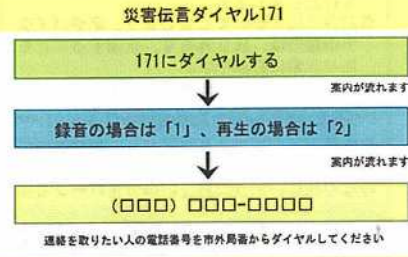 災害伝言ダイヤル171
171にダイヤルする
案内が流れます
録音の場合は「1」、再生の場合は「2」
案内が流れます
(□□□) □□□-□□□□
連絡を取りたい人の電話番号を市外局番からダイヤルしてください